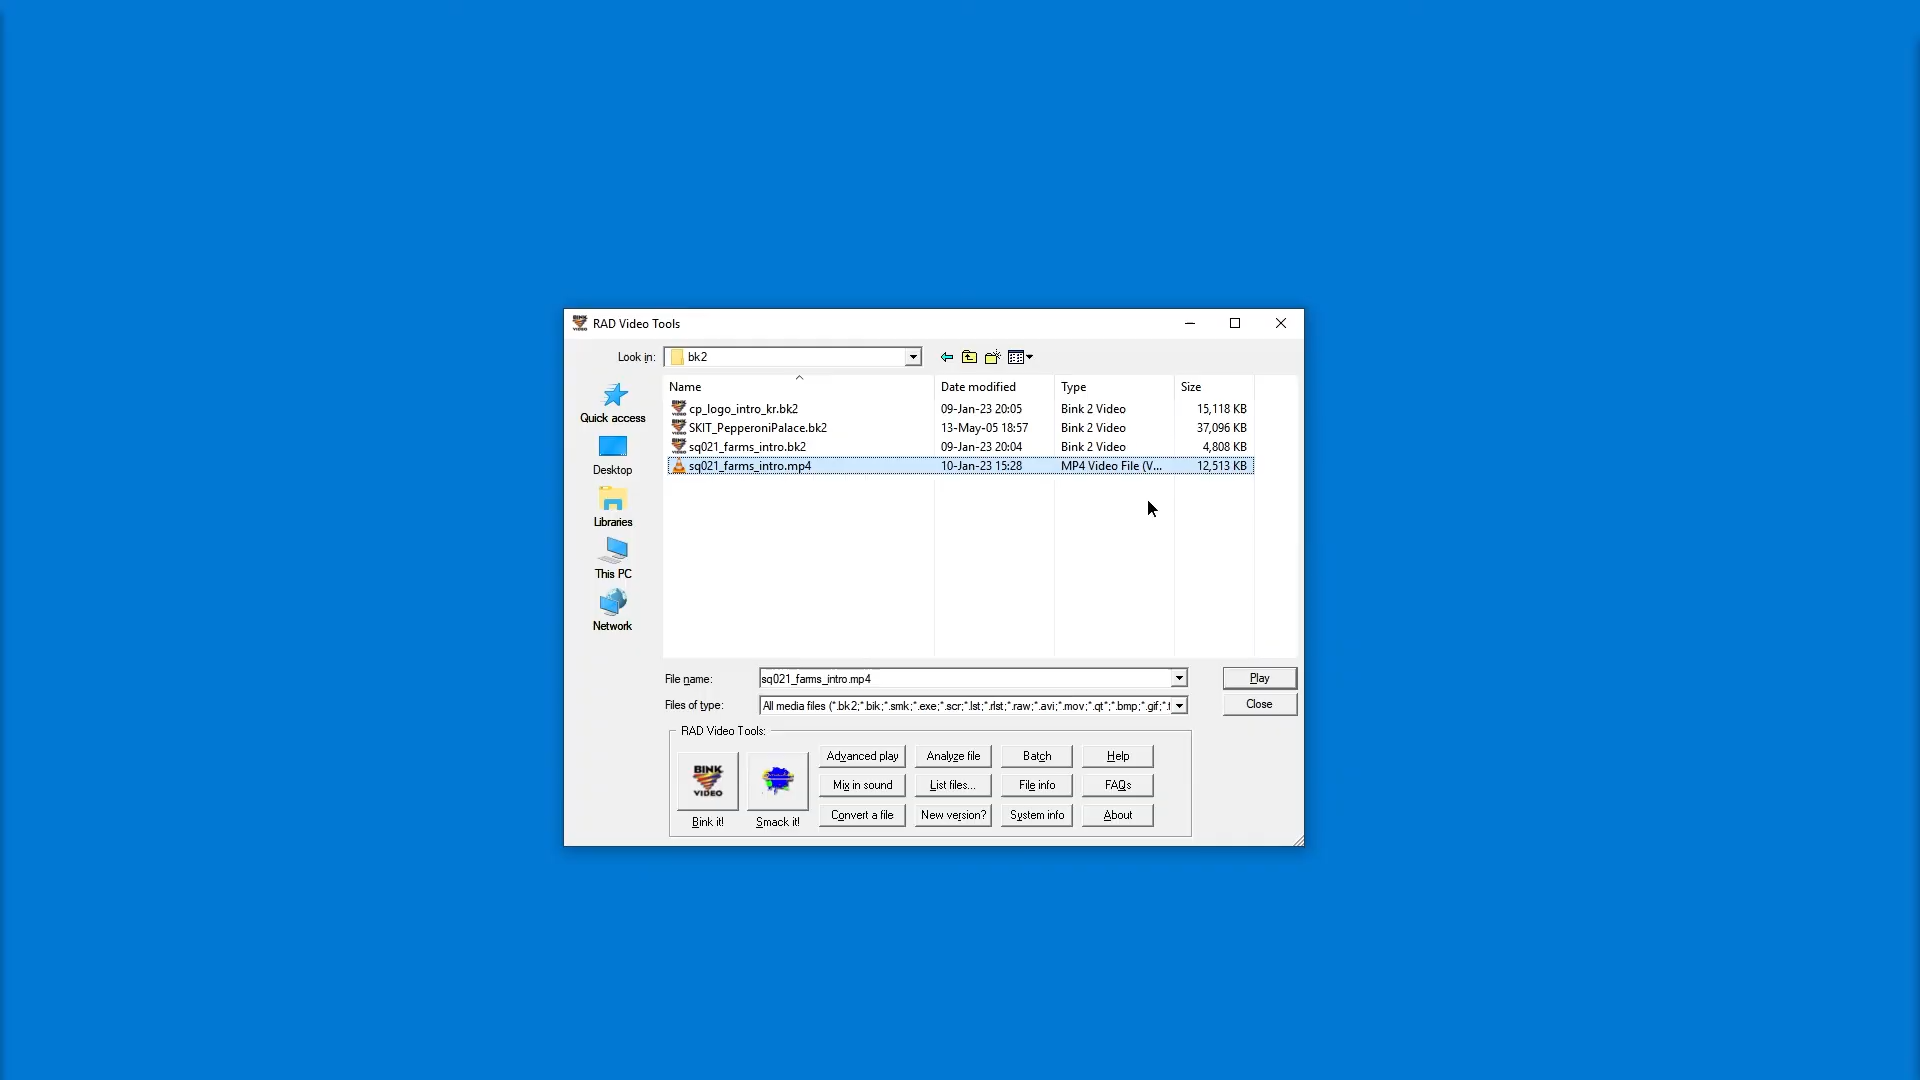 RAD Video Tools
Look in: bk2
Name Date modified Type Size
cp_logo_intro_kr.bk2 09-Jan-23 20:05 Bink 2 Video 15,118 KB
SKIT_PepperoniPalace.bk2 13-May-05 18:57 Bink 2 Video 37,096 KB
sq021_farms_intro.bk2 09-Jan-23 20:04 Bink 2 Video 4,808 KB
sq021_farms_intro.mp4 10-Jan-23 15:28 MP4 Video File (V... 12,513 KB
Quick access
Desktop
Libraries
This PC
Network
File name: sq021_farms_intro.mp4 Play
Files of type: All media files (*.bk2;*.bik;*.smk;*.exe;*.scr;*.lst;*.rlst;*.raw;*.avi;*.mov;*.qt*;*.bmp;*.gif;*. Close
RAD Video Tools:
BINK VIDEO
Bink it!
Smack it!
Advanced play Analyze file Batch Help
Mix in sound List files... File info FAQs
Convert a file New version? System info About